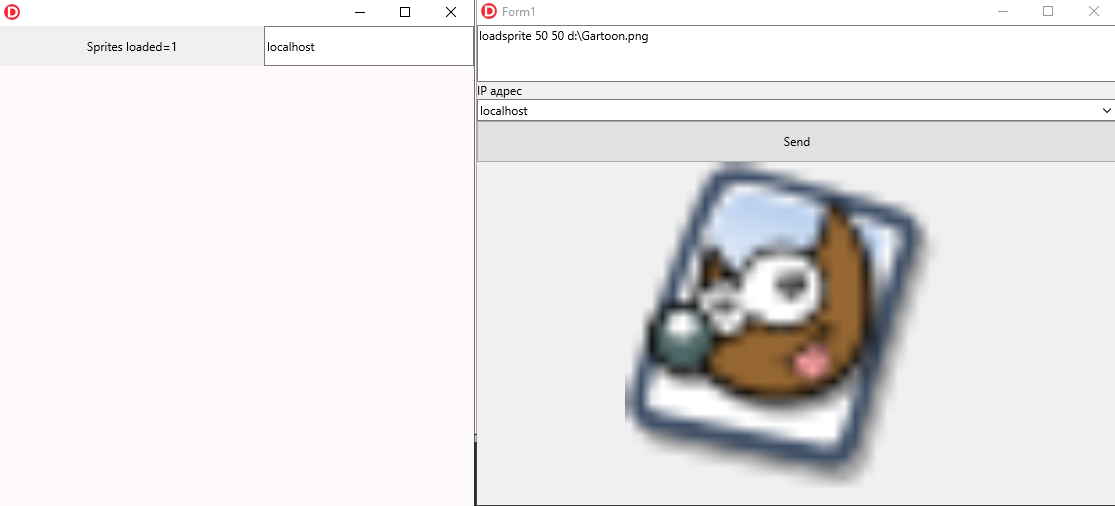 Sprites loaded=1
localhost
Form1
loadsprite 50 50 d:\Gartoon.png
IP адрес
localhost
Send